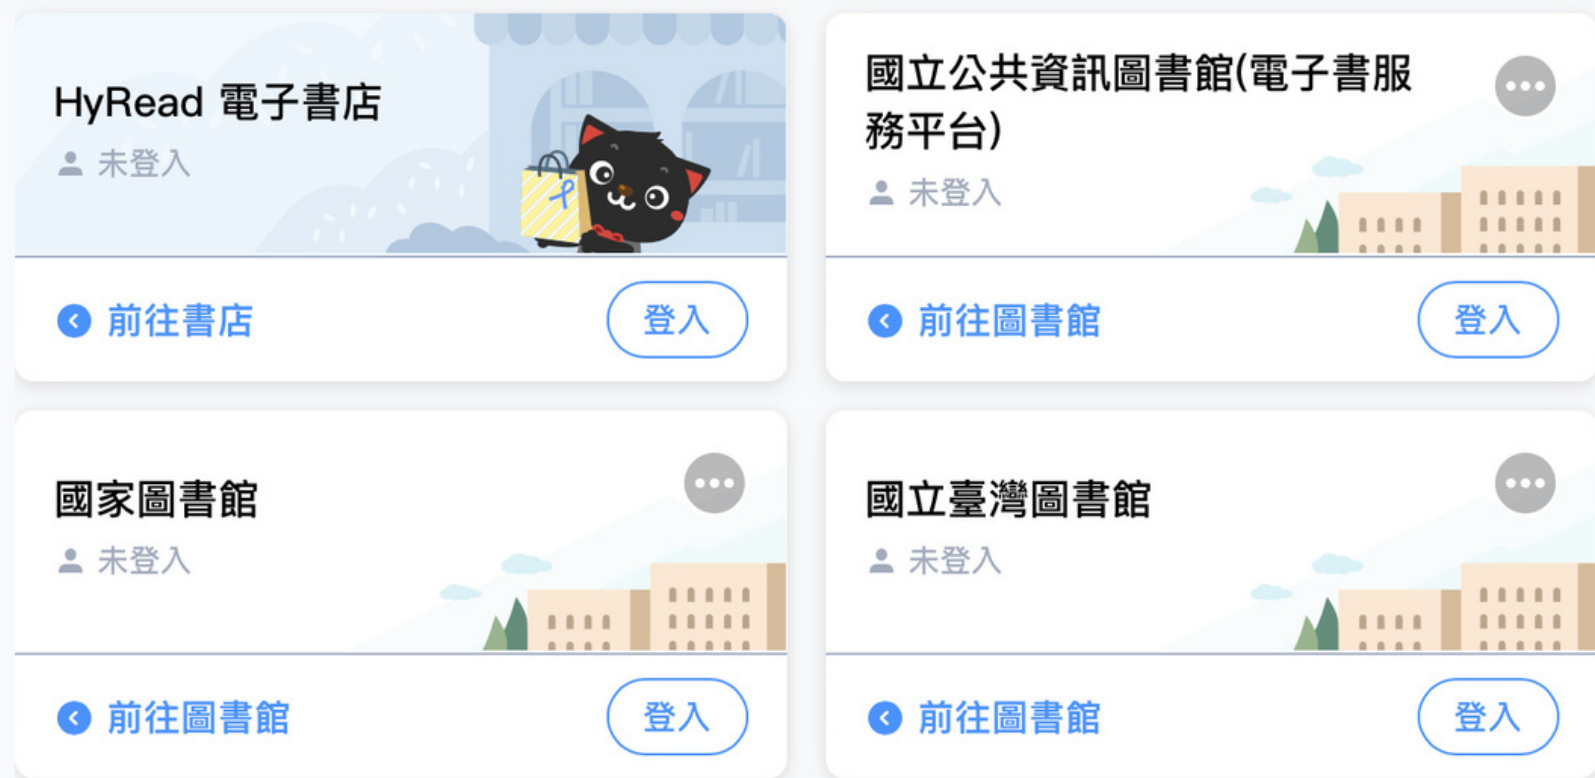 HyRead 電子書店
未登入
前往書店
登入
國立公共資訊圖書館(電子書服
務平台)
未登入
前往圖書館
登入
國家圖書館
未登入
前往圖書館
登入
國立臺灣圖書館
未登入
前往圖書館
登入